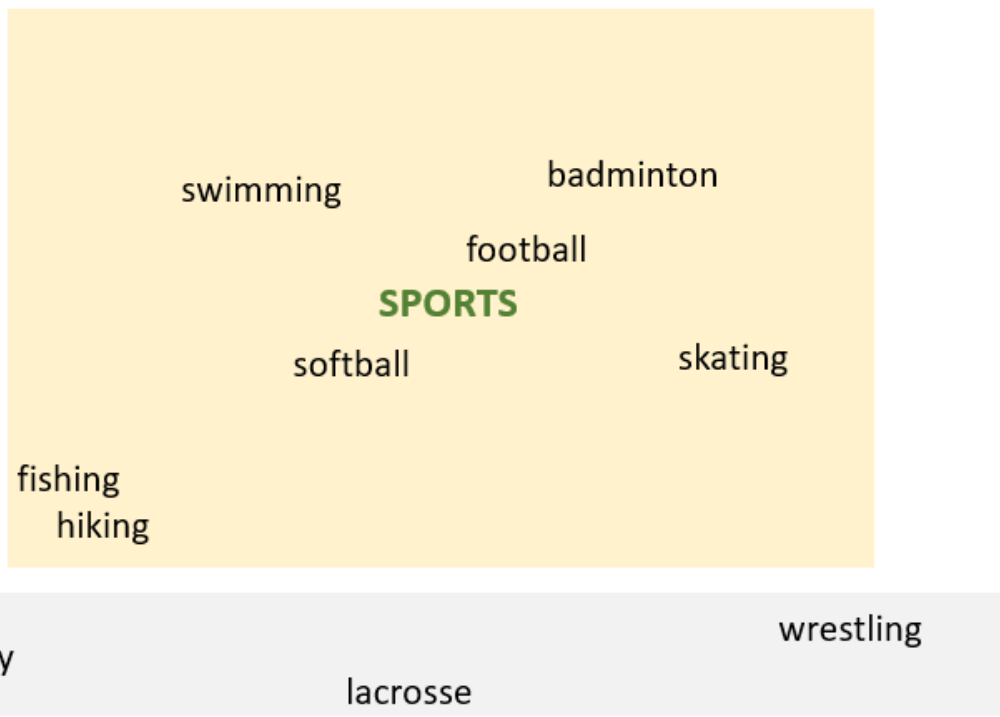 badminton
swimming
football
SPORTS
skating
softball
fishing
hiking
wrestling
y
lacrosse